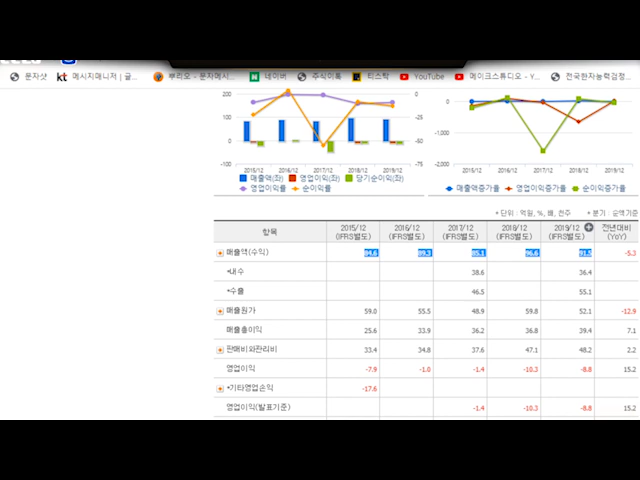 문자샷 kt 메시지매니저 | 글... 뿌리오 - 문자메시... 네이버 주식이톡 티스탁 YouTube 메이크스튜디오 - Y... 전국한자능력검정...
200 0 0
100 -25
0 -50 -1,000
-100 -75 -2,000
2015/12 2016/12 2017/12 2018/12 2019/12 2015/12 2016/12 2017/12 2018/12 2019/12
매출액(좌) 영업이익(좌) 당기순이익(좌) 매출액증가율 영업이익증가율 순이익증가율
영업이익률 순이익률
* 단위 : 억원, %, 배, 천주 * 분기 : 순액기준
항목 2015/12 (IFRS별도) 2016/12 (IFRS별도) 2017/12 (IFRS별도) 2018/12 (IFRS별도) 2019/12 (IFRS별도) 전년대비 (YoY)
매출액(수익) 84.6 89.3 85.1 96.6 91.5 -5.3
*내수 38.6 36.4
*수출 46.5 55.1
매출원가 59.0 55.5 48.9 59.8 52.1 -12.9
매출총이익 25.6 33.9 36.2 36.8 39.4 7.1
판매비와관리비 33.4 34.8 37.6 47.1 48.2 2.2
영업이익 -7.9 -1.0 -1.4 -10.3 -8.8 15.2
*기타영업손익 -17.6
영업이익(발표기준) -1.4 -10.3 -8.8 15.2